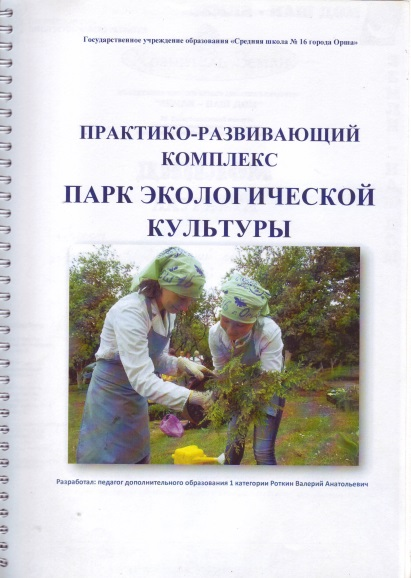 Государственное учреждение образования «Средняя школа № 16 города Орша»
ПРАКТИКО-РАЗВИВАЮЩИЙ
КОМПЛЕКС
ПАРК ЭКОЛОГИЧЕСКОЙ
КУЛЬТУРЫ
Разработал: педагог дополнительного образования 1 категории Роткин Валерий Анатольевич